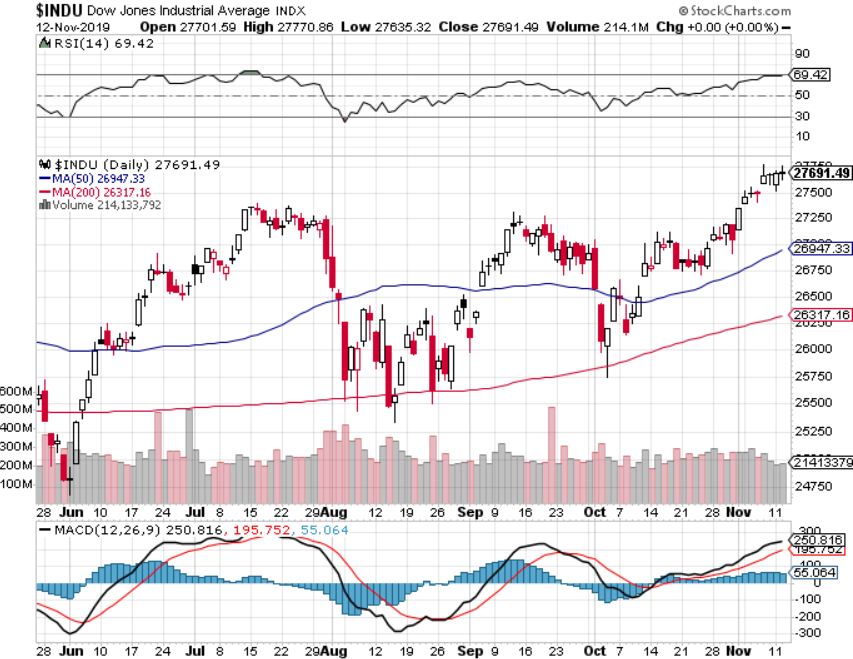 $INDU Dow Jones Industrial Average INDX
© StockCharts.com
12-Nov-2019
Open 27701.59 High 27770.86 Low 27635.32 Close 27691.49 Volume 214.1M Chg +0.00 (+0.00%)
RSI(14) 69.42
90
69.42
50
30
10
$INDU (Daily) 27691.49
MA(50) 26947.33
MA(200) 26317.16
Volume 214,133,792
27691.49
27500
27250
26947.33
26750
26500
26317.16
26250
26000
25750
25500
25250
21413379
24750
600M
500M
400M
300M
200M
100M
28 Jun 10 17 24 Jul 8 15 22 29 Aug 12 19 26 Sep 9 16 23 Oct 7 14 21 28 Nov 11
MACD(12,26,9) 250.816, 195.752, 55.064
300
250.816
195.752
100
55.064
0
-100
-200
-300
28 Jun 10 17 24 Jul 8 15 22 29 Aug 12 19 26 Sep 9 16 23 Oct 7 14 21 28 Nov 11